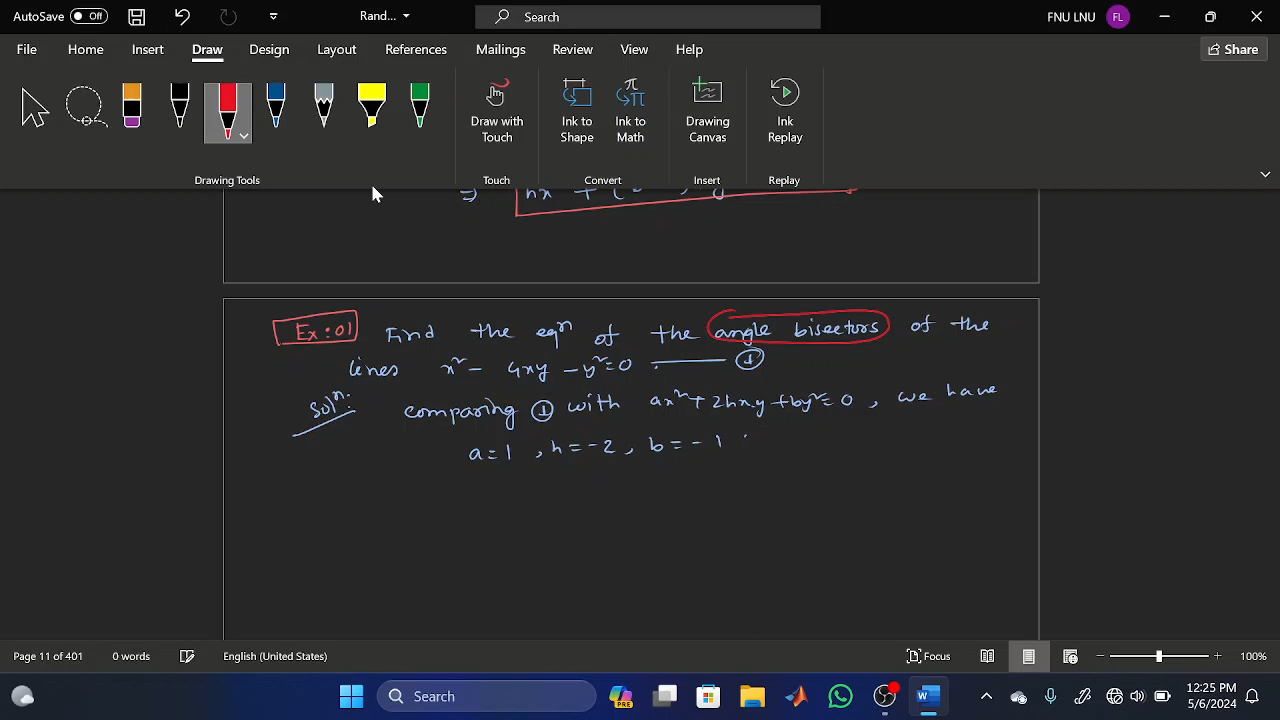 AutoSave Off Rand... Search FNU LNU FL
File Home Insert Draw Design Layout References Mailings Review View Help Share
Draw with Touch Ink to Shape Ink to Math Drawing Canvas Ink Replay
Drawing Tools Touch Convert Insert Replay
⇒ hx + (
Ex: 01 Find the eqⁿ of the angle bisectors of the
lines x² - 4xy - y² = 0 ——— ①
Solⁿ: comparing ① with ax² + 2hxy + by² = 0, we have
a = 1, h = -2, b = -1
Page 11 of 401 0 words English (United States) Focus 100%
Search PRE 12:25 PM
5/6/2024